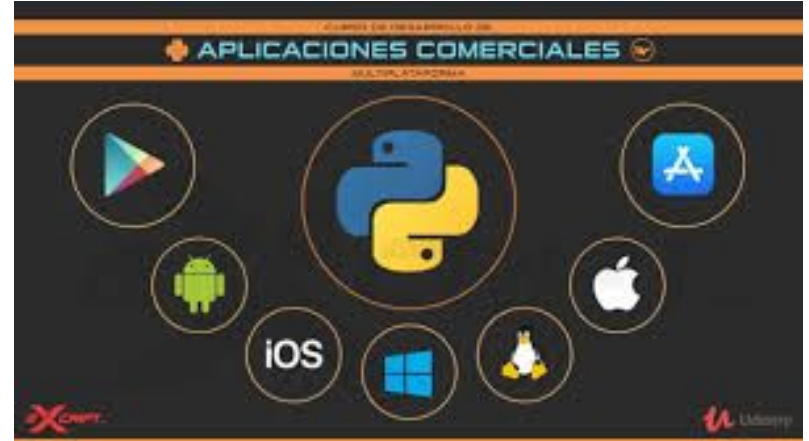 CURSO DE DESARROLLO DE
APLICACIONES COMERCIALES
MULTIPLATAFORMA
iOS
Udemy